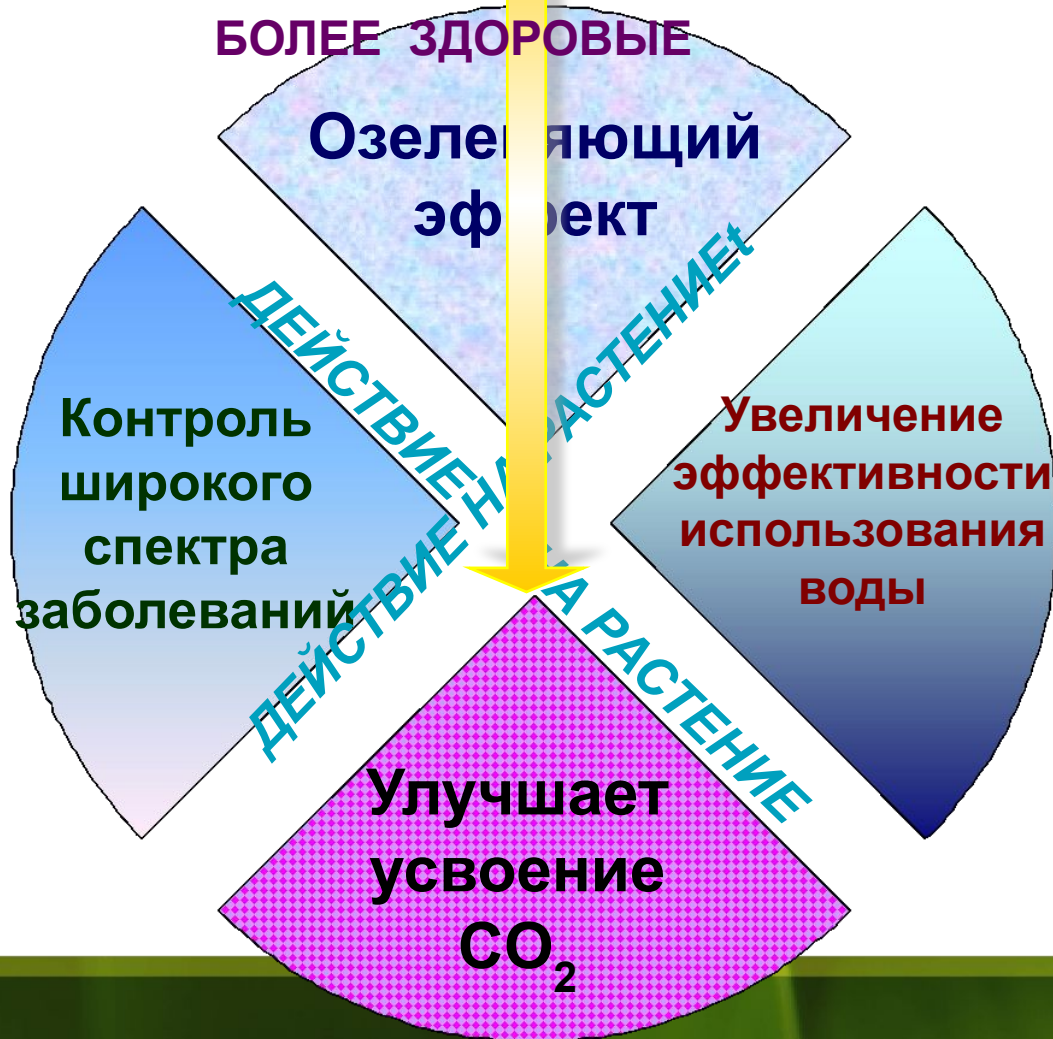 БОЛЕЕ ЗДОРОВЫЕ
Озеленяющий
эффект
ДЕЙСТВИЕ НА РАСТЕНИЕt
Контроль
широкого
спектра
заболеваний
Увеличение
эффективности
использования
воды
ДЕЙСТВИЕ НА РАСТЕНИЕ
Улучшает
усвоение
CO₂